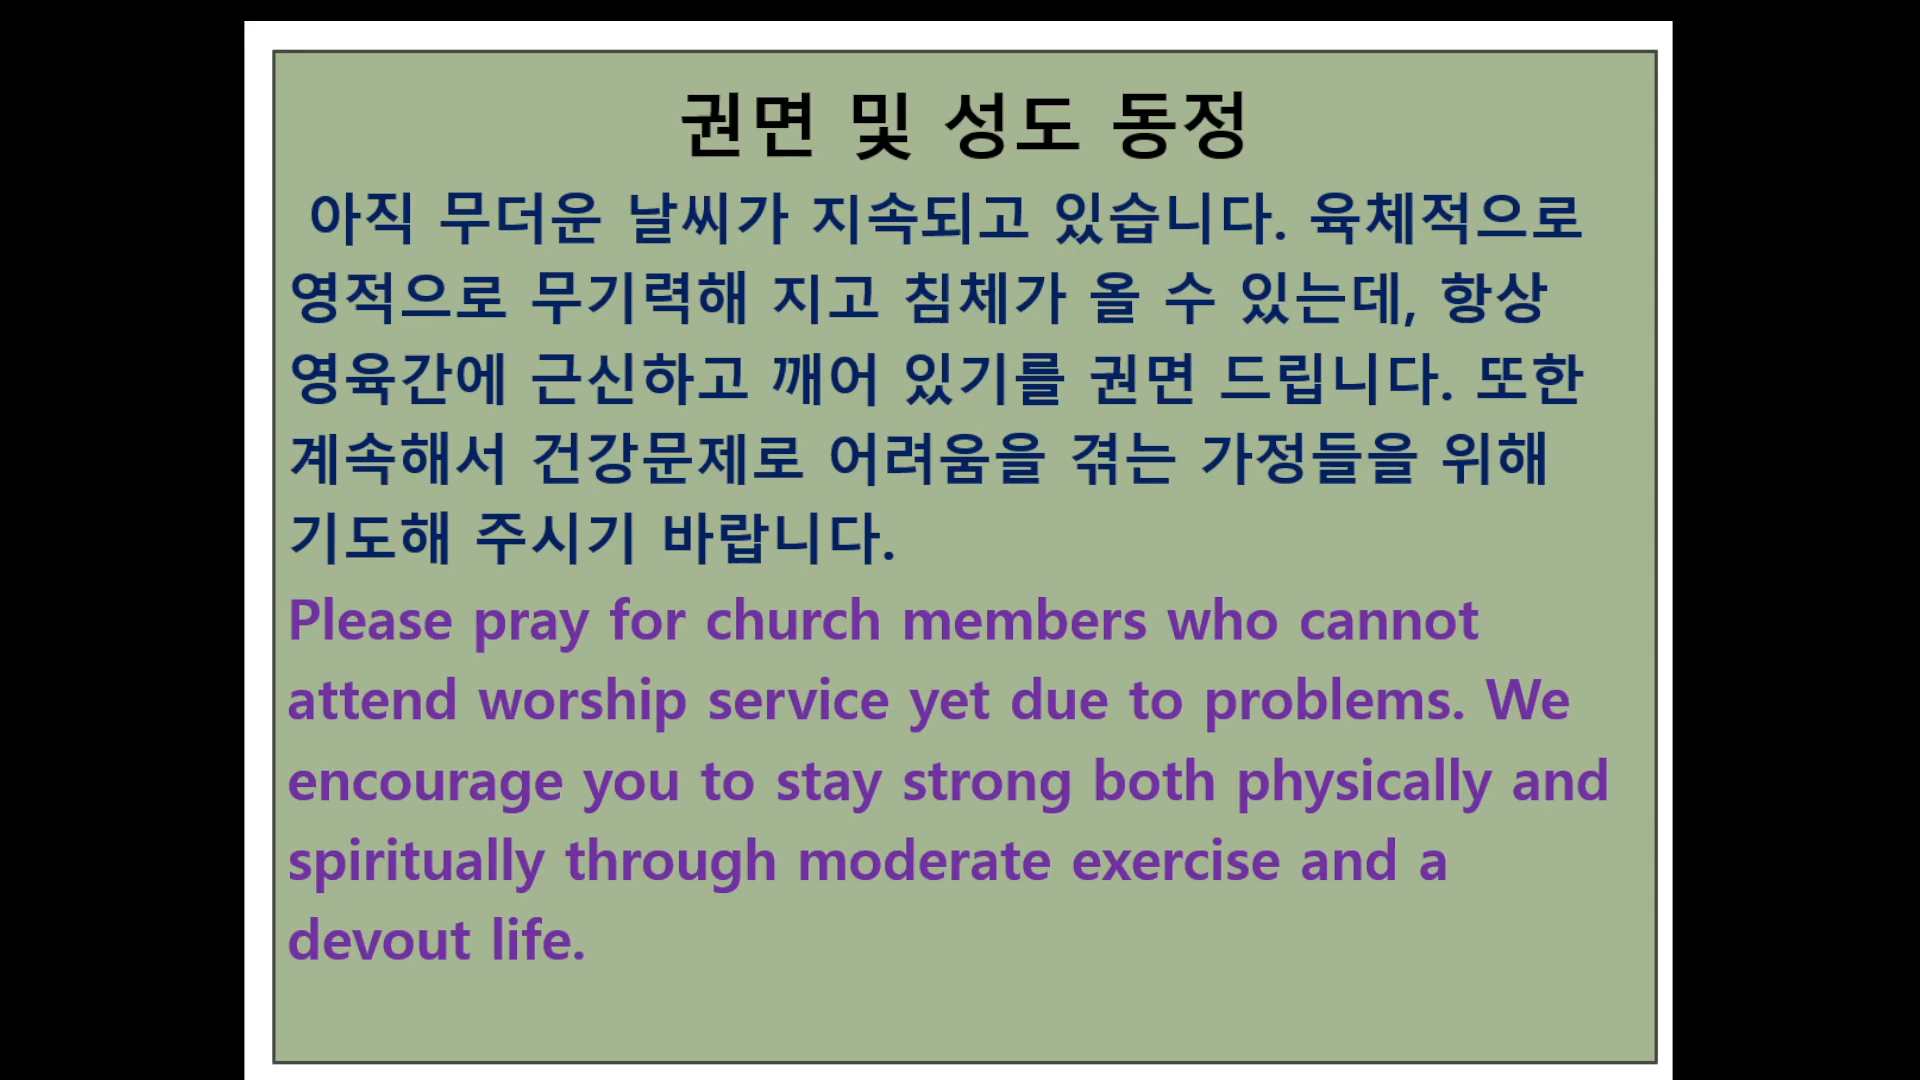 권면 및 성도 동정
아직 무더운 날씨가 지속되고 있습니다. 육체적으로
영적으로 무기력해 지고 침체가 올 수 있는데, 항상
영육간에 근신하고 깨어 있기를 권면 드립니다. 또한
계속해서 건강문제로 어려움을 겪는 가정들을 위해
기도해 주시기 바랍니다.
Please pray for church members who cannot
attend worship service yet due to problems. We
encourage you to stay strong both physically and
spiritually through moderate exercise and a
devout life.